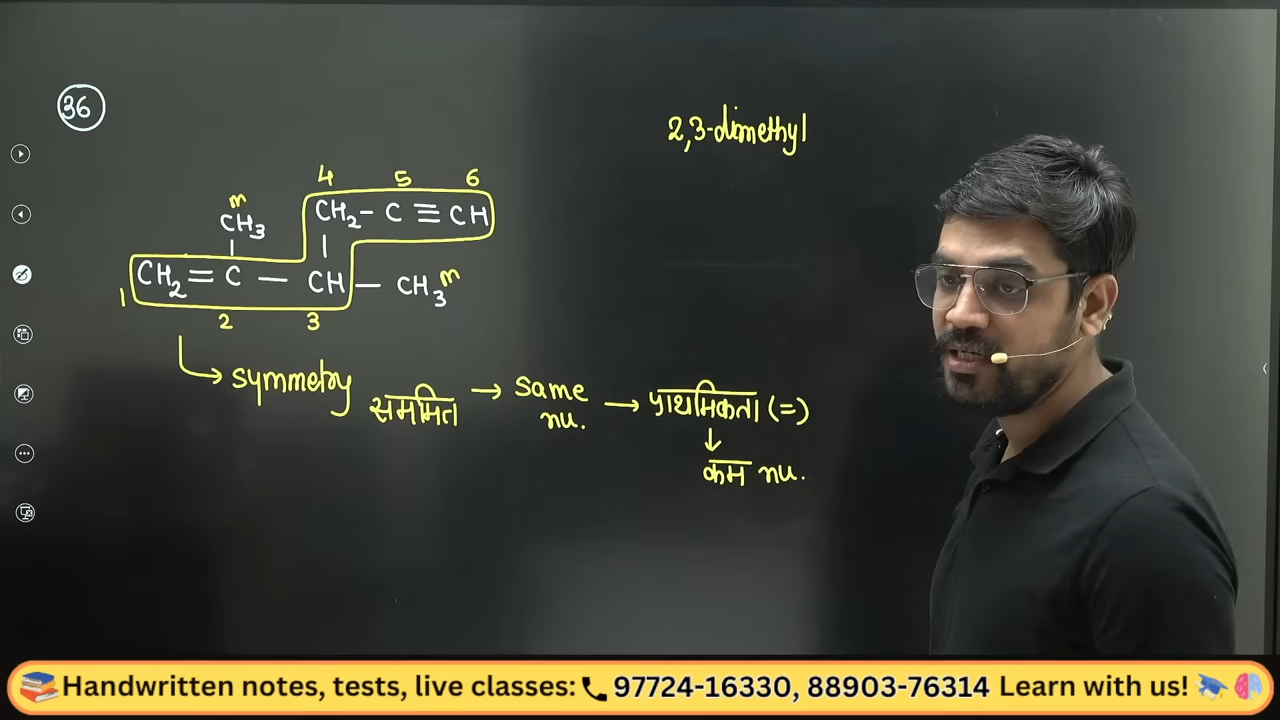 36
2,3-dimethyl
4 5 6
m
CH3
CH2 - C ≡ CH
CH2 = C — CH — CH3 m
1 2 3
symmetry सममित → same nu. → प्राथमिकता (=)
↓
कम nu.
Handwritten notes, tests, live classes: 97724-16330, 88903-76314 Learn with us!